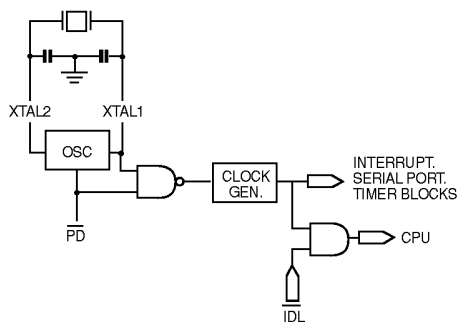 XTAL2
XTAL1
OSC
CLOCK
GEN.
INTERRUPT.
SERIAL PORT.
TIMER BLOCKS
CPU
PD
IDL